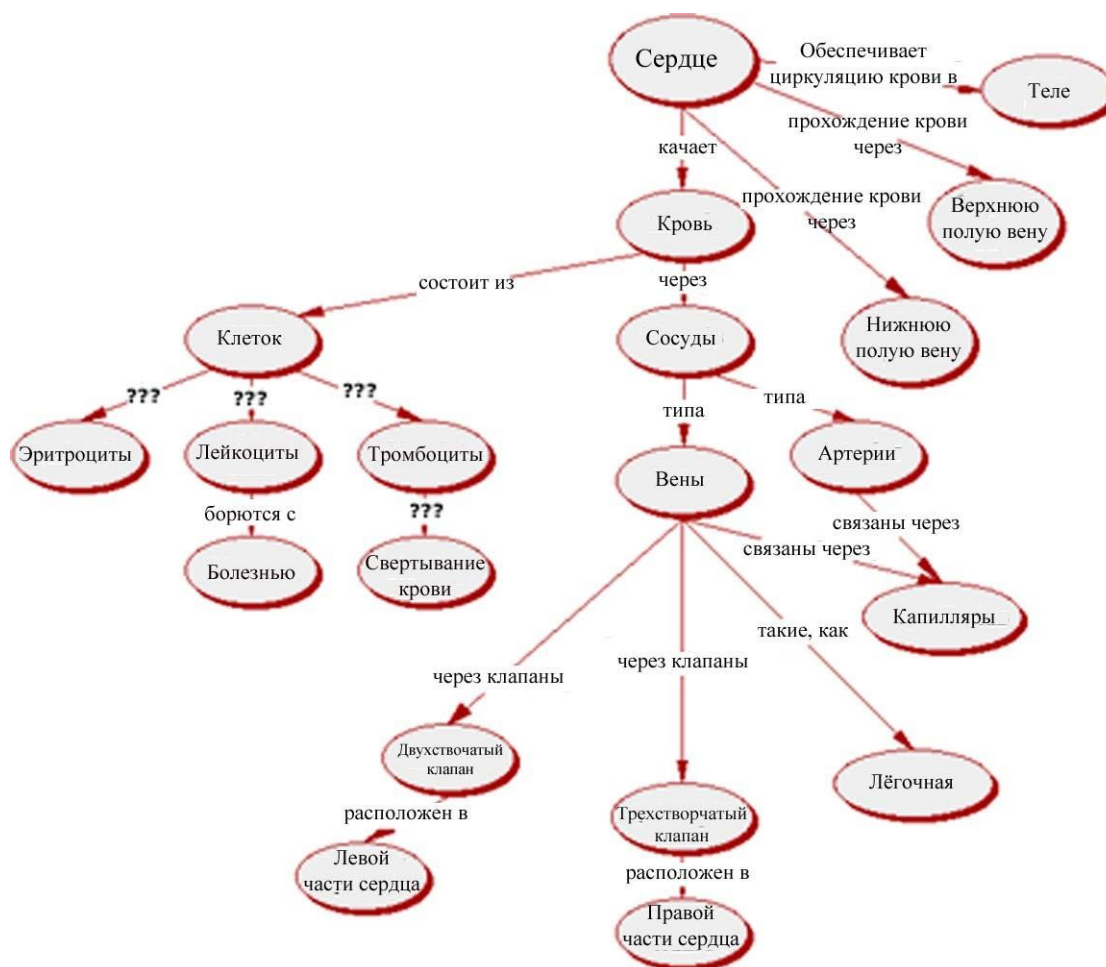 Сердце
Обеспечивает
циркуляцию крови в
Теле
прохождение крови
через
Верхнюю
полую вену
качает
прохождение крови
через
Нижнюю
полую вену
Кровь
состоит из
через
Клеток
Сосуды
???
???
???
типа
типа
Эритроциты
Лейкоциты
Тромбоциты
Вены
Артерии
борются с
???
связаны через
связаны через
Болезнью
Свертывание
крови
Капилляры
через клапаны
через клапаны
такие, как
Двухствочатый
клапан
Лёгочная
Трехстворчатый
клапан
расположен в
расположен в
Левой
части сердца
Правой
части сердца